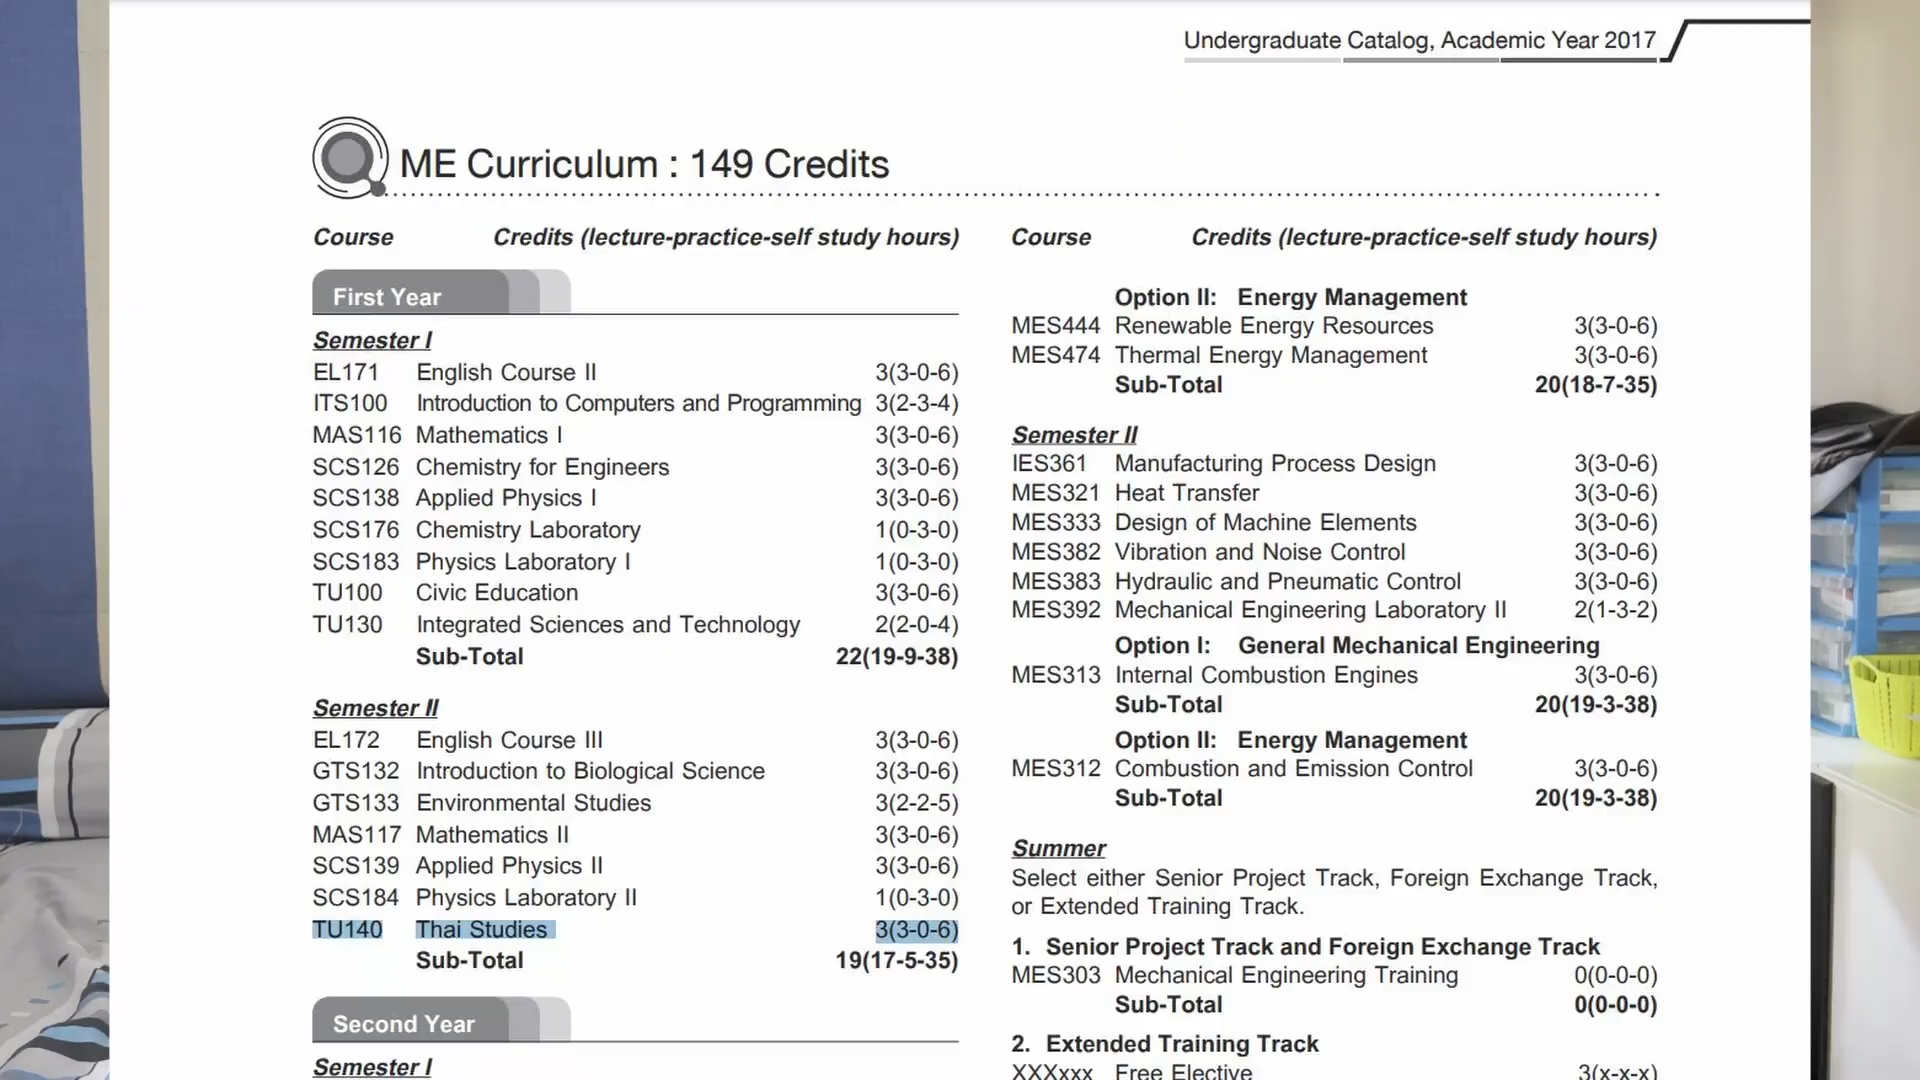 Undergraduate Catalog, Academic Year 2017
ME Curriculum : 149 Credits
Course Credits (lecture-practice-self study hours)
First Year
Semester I
EL171 English Course II 3(3-0-6)
ITS100 Introduction to Computers and Programming 3(2-3-4)
MAS116 Mathematics I 3(3-0-6)
SCS126 Chemistry for Engineers 3(3-0-6)
SCS138 Applied Physics I 3(3-0-6)
SCS176 Chemistry Laboratory 1(0-3-0)
SCS183 Physics Laboratory I 1(0-3-0)
TU100 Civic Education 3(3-0-6)
TU130 Integrated Sciences and Technology 2(2-0-4)
Sub-Total 22(19-9-38)
Semester II
EL172 English Course III 3(3-0-6)
GTS132 Introduction to Biological Science 3(3-0-6)
GTS133 Environmental Studies 3(2-2-5)
MAS117 Mathematics II 3(3-0-6)
SCS139 Applied Physics II 3(3-0-6)
SCS184 Physics Laboratory II 1(0-3-0)
TU140 Thai Studies 3(3-0-6)
Sub-Total 19(17-5-35)
Second Year
Semester I
Course Credits (lecture-practice-self study hours)
Option II: Energy Management
MES444 Renewable Energy Resources 3(3-0-6)
MES474 Thermal Energy Management 3(3-0-6)
Sub-Total 20(18-7-35)
Semester II
IES361 Manufacturing Process Design 3(3-0-6)
MES321 Heat Transfer 3(3-0-6)
MES333 Design of Machine Elements 3(3-0-6)
MES382 Vibration and Noise Control 3(3-0-6)
MES383 Hydraulic and Pneumatic Control 3(3-0-6)
MES392 Mechanical Engineering Laboratory II 2(1-3-2)
Option I: General Mechanical Engineering
MES313 Internal Combustion Engines 3(3-0-6)
Sub-Total 20(19-3-38)
Option II: Energy Management
MES312 Combustion and Emission Control 3(3-0-6)
Sub-Total 20(19-3-38)
Summer
Select either Senior Project Track, Foreign Exchange Track,
or Extended Training Track.
1. Senior Project Track and Foreign Exchange Track
MES303 Mechanical Engineering Training 0(0-0-0)
Sub-Total 0(0-0-0)
2. Extended Training Track
XXXxxx Free Elective 3(x-x-x)